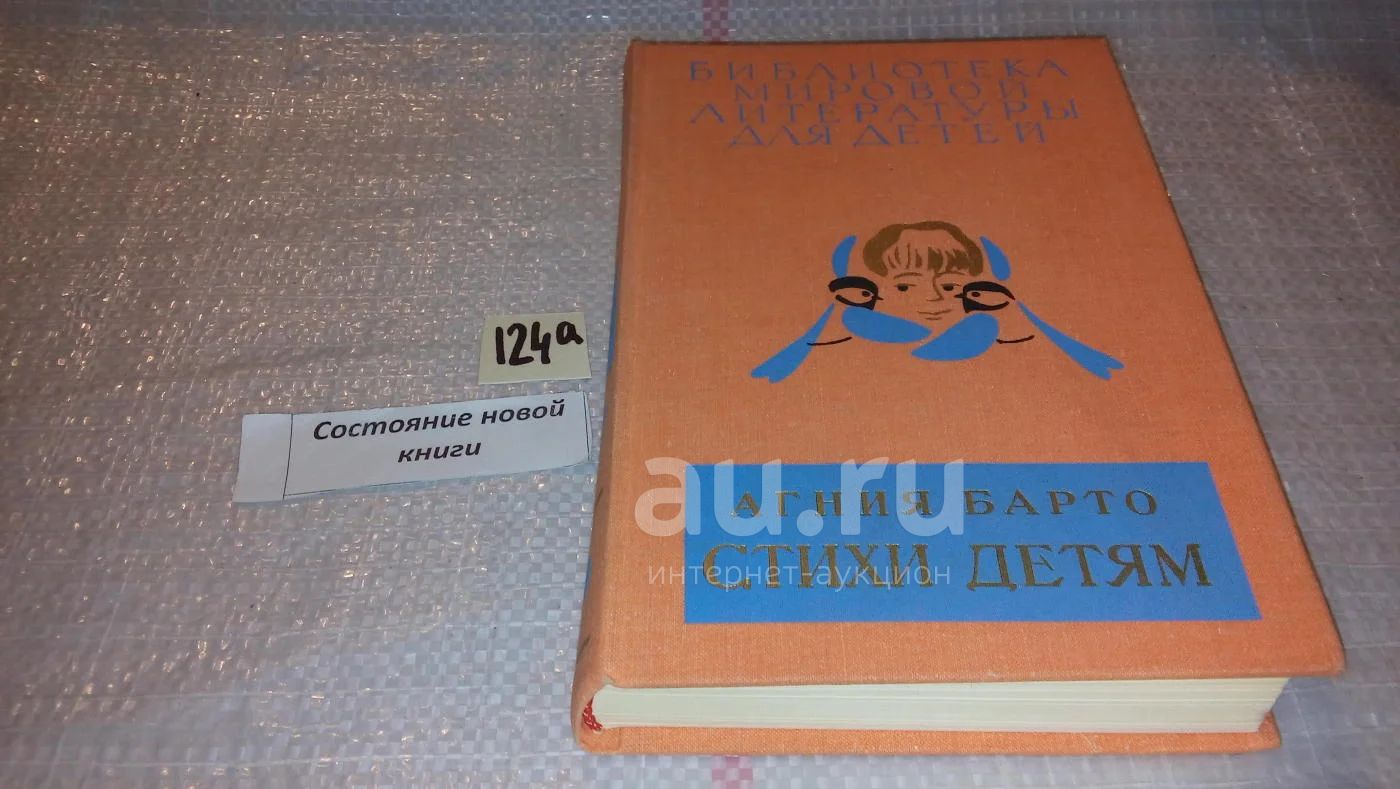 БИБЛИОТЕКА
МИРОВОЙ
ЛИТЕРАТУРЫ
ДЛЯ ДЕТЕЙ
124а
Состояние новой
книги
au.ru
интернет-аукцион
АГНИЯ БАРТО
СТИХИ ДЕТЯМ